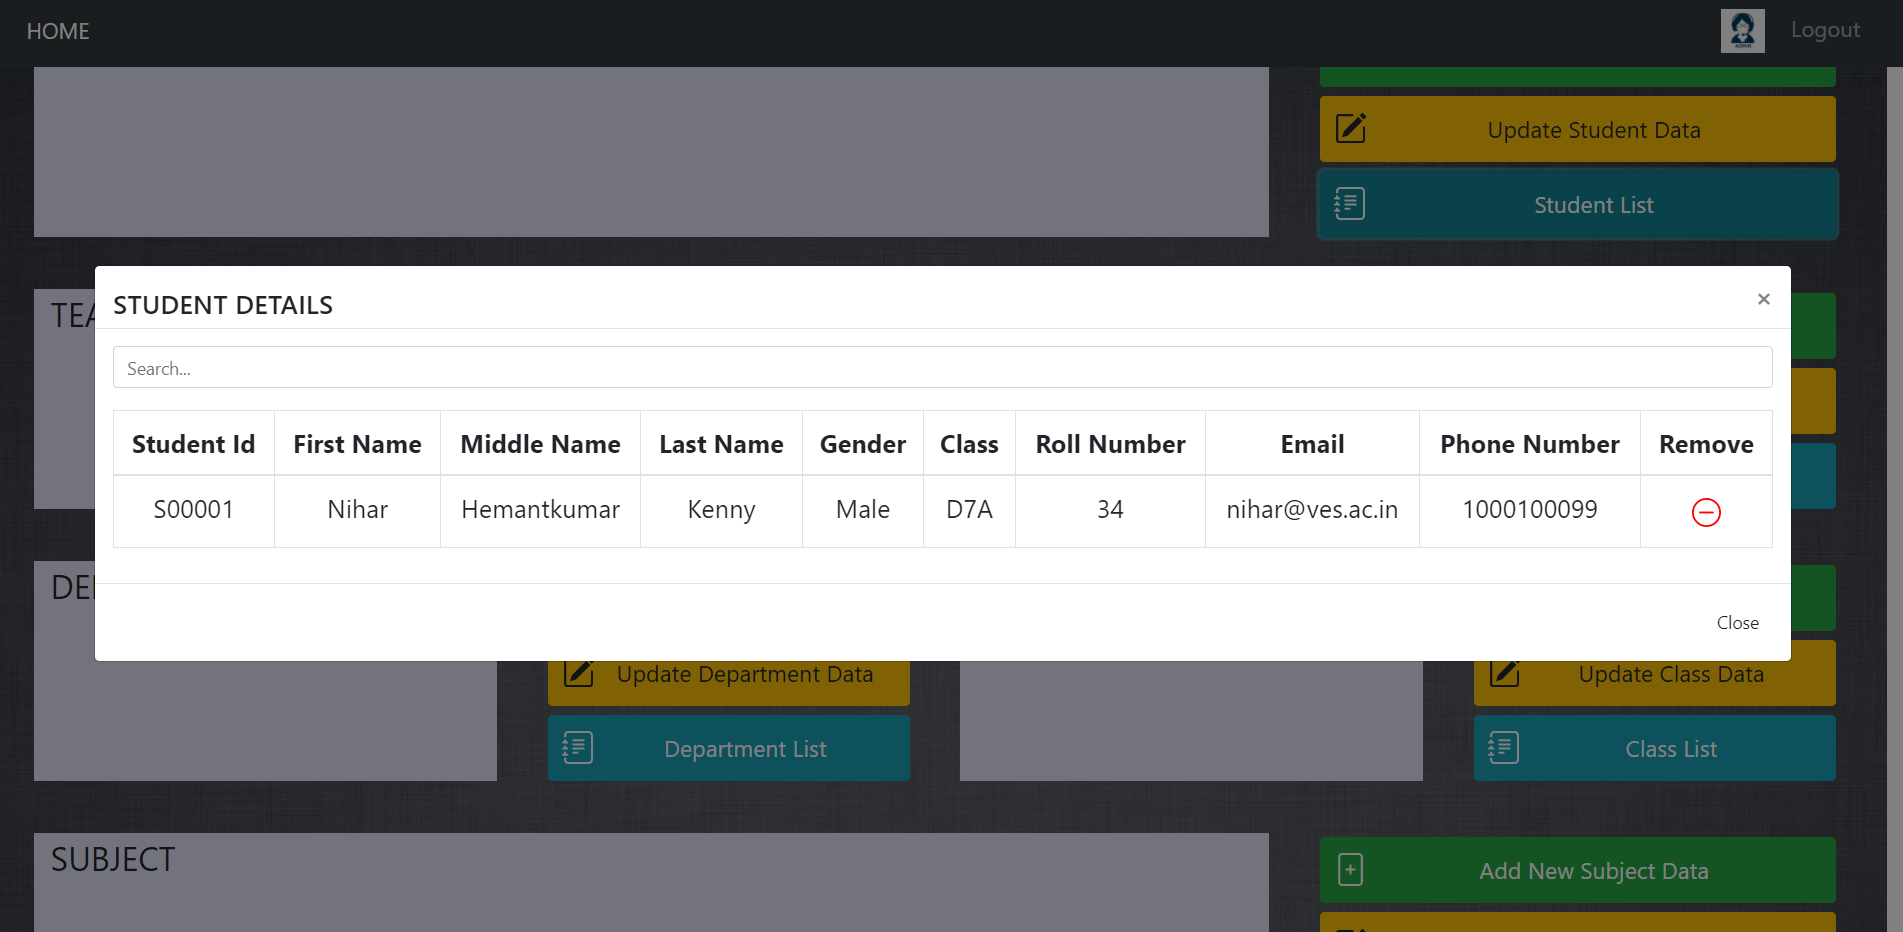 HOME
ADMIN
Logout
Update Student Data
Student List
STUDENT DETAILS
×
Search...
Student Id First Name Middle Name Last Name Gender Class Roll Number Email Phone Number Remove
S00001 Nihar Hemantkumar Kenny Male D7A 34 nihar@ves.ac.in 1000100099
Close
Update Department Data
Update Class Data
Department List
Class List
SUBJECT
Add New Subject Data